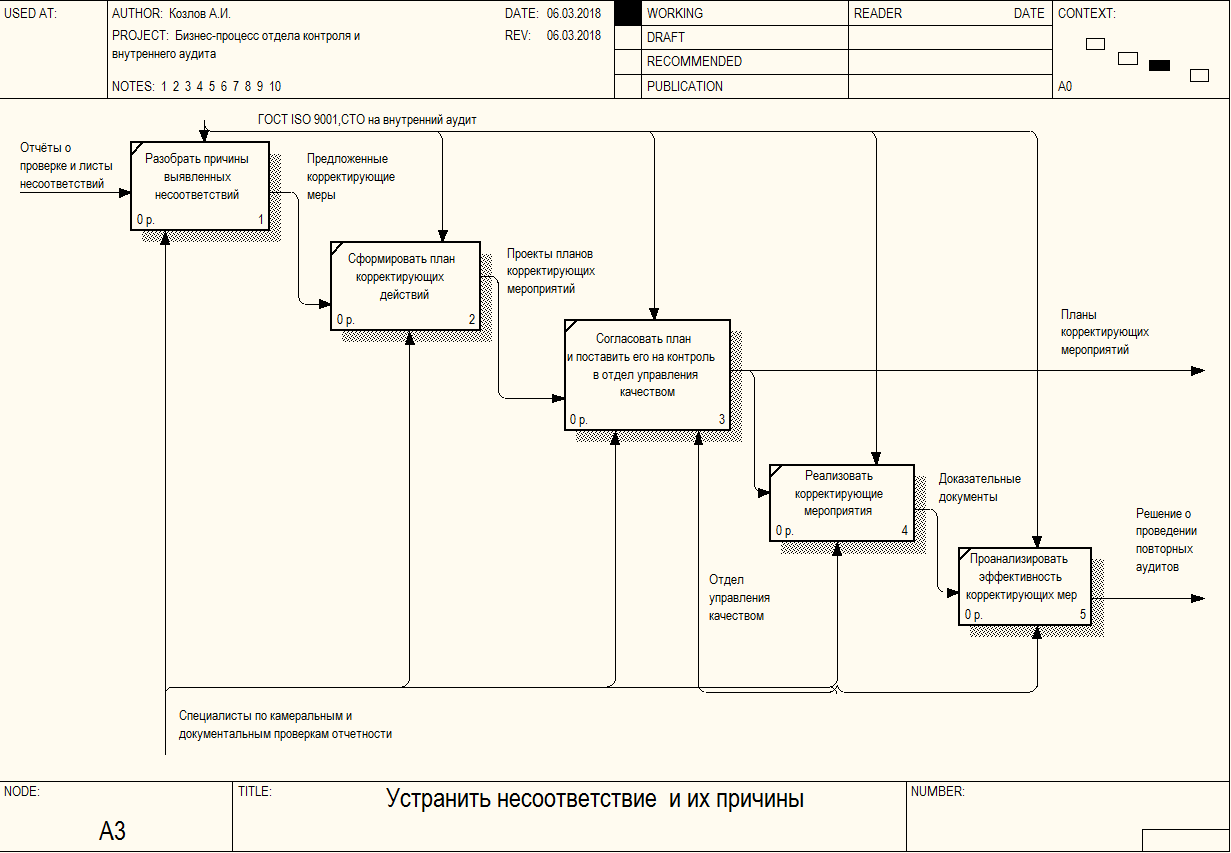 USED AT:
AUTHOR: Козлов А.И.
DATE: 06.03.2018
PROJECT: Бизнес-процесс отдела контроля и
внутреннего аудита
REV: 06.03.2018
NOTES: 1 2 3 4 5 6 7 8 9 10
WORKING
DRAFT
RECOMMENDED
PUBLICATION
READER
DATE
CONTEXT:
A0
ГОСТ ISO 9001,СТО на внутренний аудит
Отчёты о
проверке и листы
несоответствий
Разобрать причины
выявленных
несоответствий
0 р.
1
Предложенные
корректирующие
меры
Сформировать план
корректирующих
действий
0 р.
2
Проекты планов
корректирующих
мероприятий
Согласовать план
и поставить его на контроль
в отдел управления
качеством
0 р.
3
Планы
корректирующих
мероприятий
Реализовать
корректирующие
мероприятия
0 р.
4
Доказательные
документы
Проанализировать
эффективность
корректирующих мер
0 р.
5
Решение о
проведении
повторных
аудитов
Отдел
управления
качеством
Специалисты по камеральным и
документальным проверкам отчетности
NODE:
A3
TITLE:
Устранить несоответствие и их причины
NUMBER: